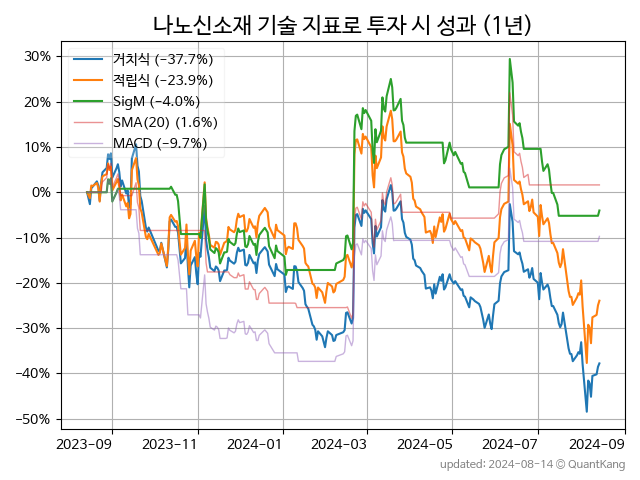 나노신소재 기술 지표로 투자 시 성과 (1년)
30%
20%
10%
0%
−10%
−20%
−30%
−40%
−50%
거치식 (−37.7%)
적립식 (−23.9%)
SigM (−4.0%)
SMA(20) (1.6%)
MACD (−9.7%)
2023-09 2023-11 2024-01 2024-03 2024-05 2024-07 2024-09
updated: 2024-08-14 © QuantKang